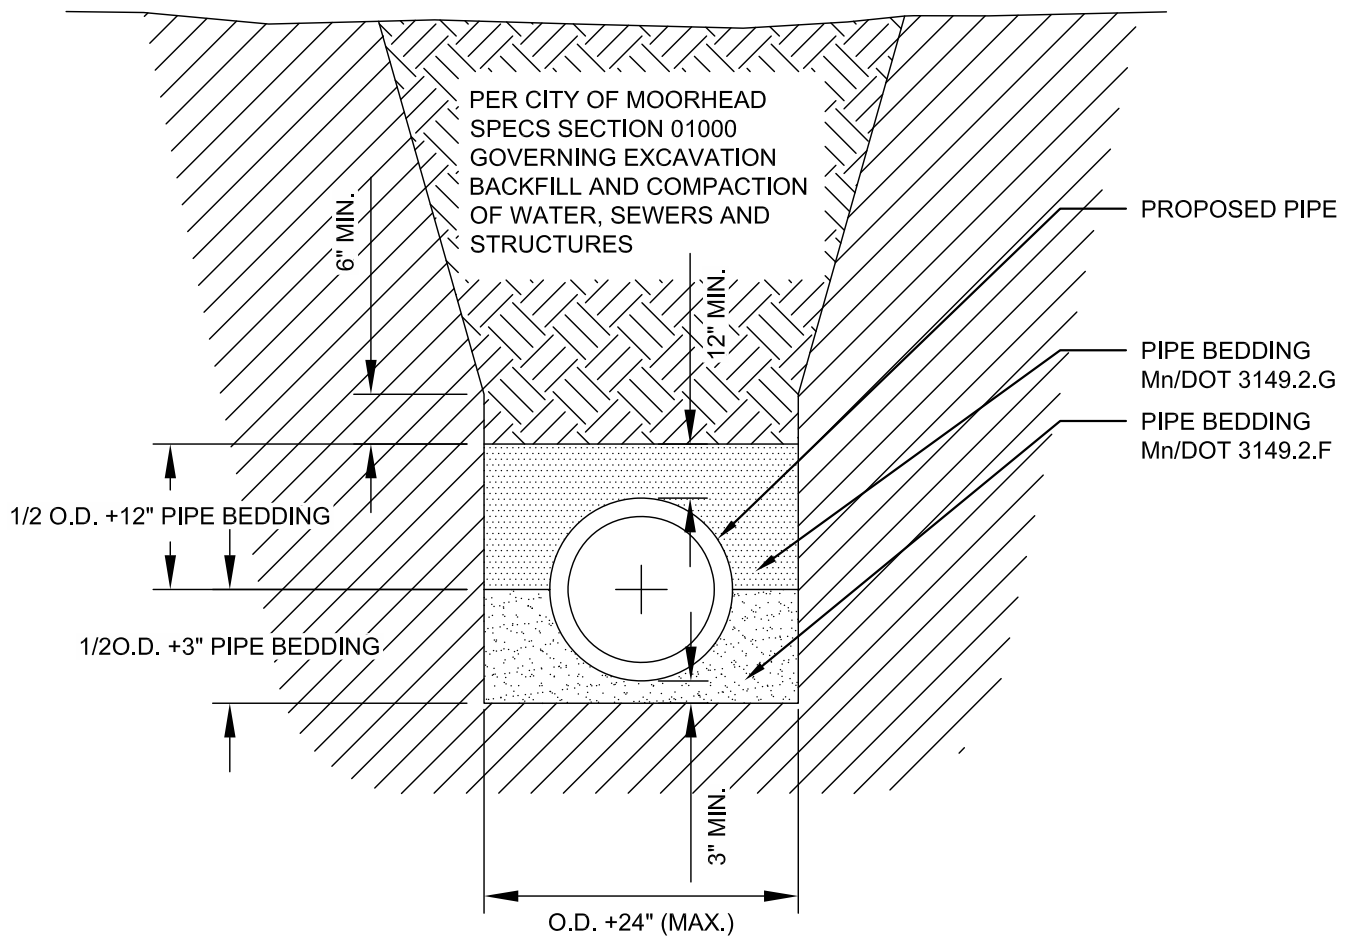 PER CITY OF MOORHEAD
SPECS SECTION 01000
GOVERNING EXCAVATION
BACKFILL AND COMPACTION
OF WATER, SEWERS AND
STRUCTURES
6" MIN.
PROPOSED PIPE
12" MIN.
PIPE BEDDING
Mn/DOT 3149.2.G
PIPE BEDDING
Mn/DOT 3149.2.F
1/2 O.D. +12" PIPE BEDDING
1/2O.D. +3" PIPE BEDDING
3" MIN.
O.D. +24" (MAX.)